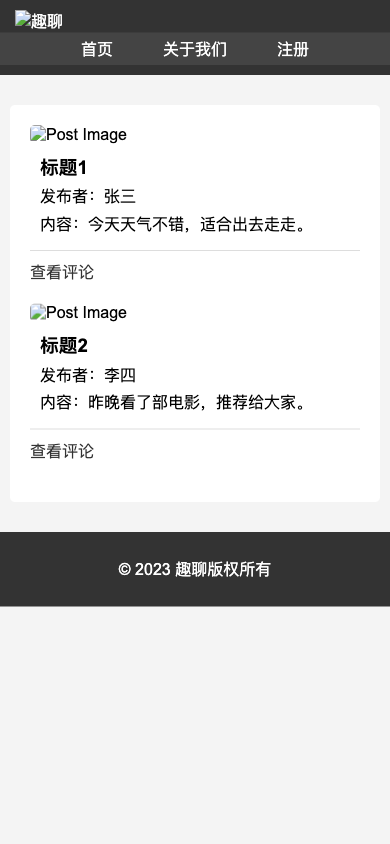 趣聊
首页 关于我们 注册
Post Image
标题1
发布者：张三
内容：今天天气不错，适合出去走走。
查看评论
Post Image
标题2
发布者：李四
内容：昨晚看了部电影，推荐给大家。
查看评论
© 2023 趣聊版权所有